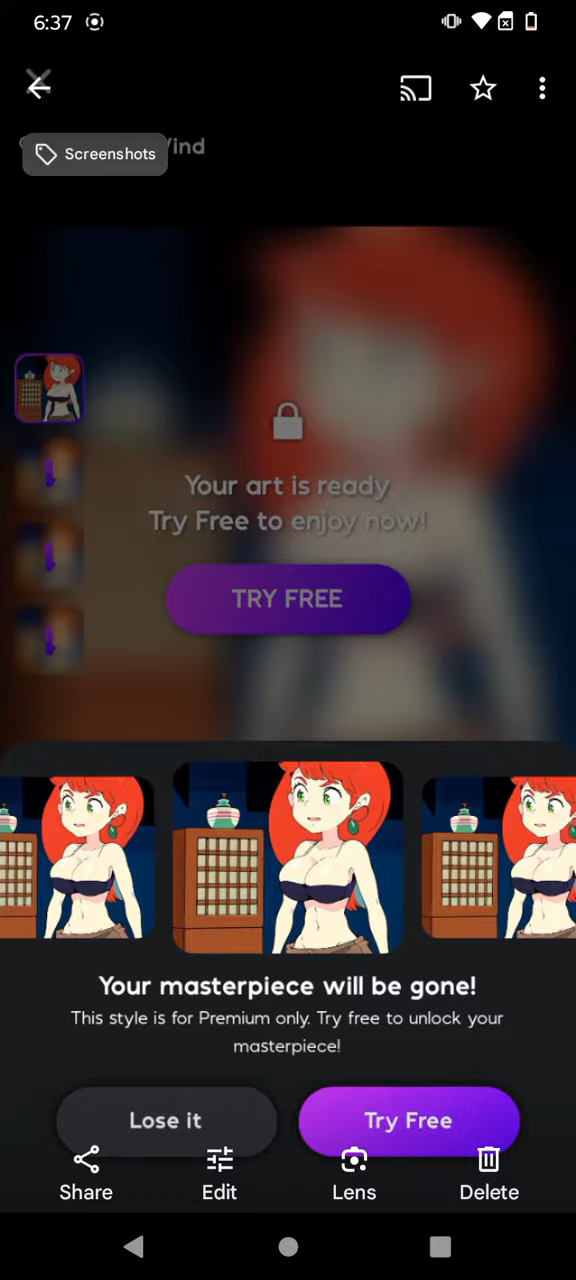 6:37
Screenshots
Wind
Your art is ready
Try Free to enjoy now!
TRY FREE
Your masterpiece will be gone!
This style is for Premium only. Try free to unlock your
masterpiece!
Lose it
Try Free
Share
Edit
Lens
Delete